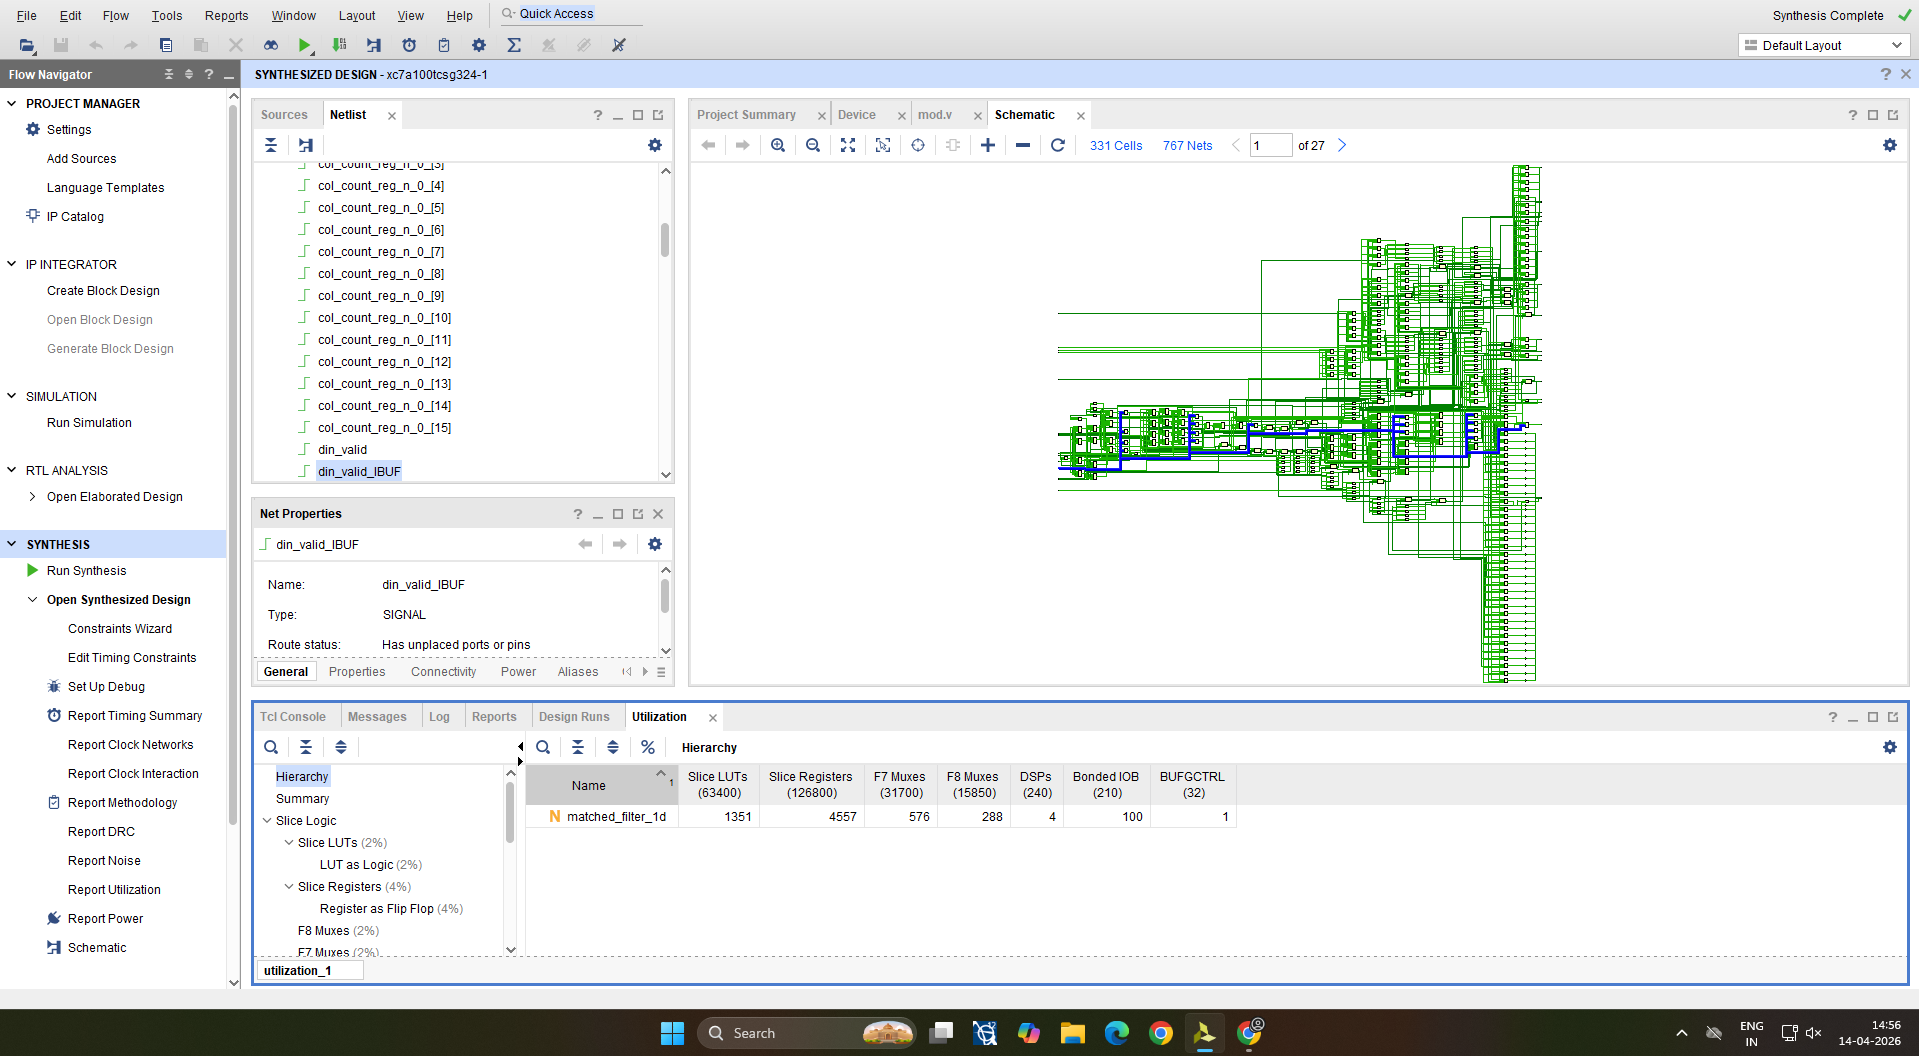 File Edit Flow Tools Reports Window Layout View Help Quick Access
Synthesis Complete
Default Layout
Flow Navigator
PROJECT MANAGER
Settings
Add Sources
Language Templates
IP Catalog
IP INTEGRATOR
Create Block Design
Open Block Design
Generate Block Design
SIMULATION
Run Simulation
RTL ANALYSIS
Open Elaborated Design
SYNTHESIS
Run Synthesis
Open Synthesized Design
Constraints Wizard
Edit Timing Constraints
Set Up Debug
Report Timing Summary
Report Clock Networks
Report Clock Interaction
Report Methodology
Report DRC
Report Noise
Report Utilization
Report Power
Schematic
SYNTHESIZED DESIGN - xc7a100tcsg324-1
Sources Netlist
col_count_reg_n_0_[3]
col_count_reg_n_0_[4]
col_count_reg_n_0_[5]
col_count_reg_n_0_[6]
col_count_reg_n_0_[7]
col_count_reg_n_0_[8]
col_count_reg_n_0_[9]
col_count_reg_n_0_[10]
col_count_reg_n_0_[11]
col_count_reg_n_0_[12]
col_count_reg_n_0_[13]
col_count_reg_n_0_[14]
col_count_reg_n_0_[15]
din_valid
din_valid_IBUF
Net Properties
din_valid_IBUF
Name: din_valid_IBUF
Type: SIGNAL
Route status: Has unplaced ports or pins
General Properties Connectivity Power Aliases
Project Summary Device mod.v Schematic
331 Cells 767 Nets 1 of 27
Tcl Console Messages Log Reports Design Runs Utilization
Hierarchy
Summary
Slice Logic
Slice LUTs (2%)
LUT as Logic (2%)
Slice Registers (4%)
Register as Flip Flop (4%)
F8 Muxes (2%)
F7 Muxes (2%)
Hierarchy
Name 1 Slice LUTs (63400) Slice Registers (126800) F7 Muxes (31700) F8 Muxes (15850) DSPs (240) Bonded IOB (210) BUFGCTRL (32)
N matched_filter_1d 1351 4557 576 288 4 100 1
utilization_1
Search
ENG
IN
14:56
14-04-2026